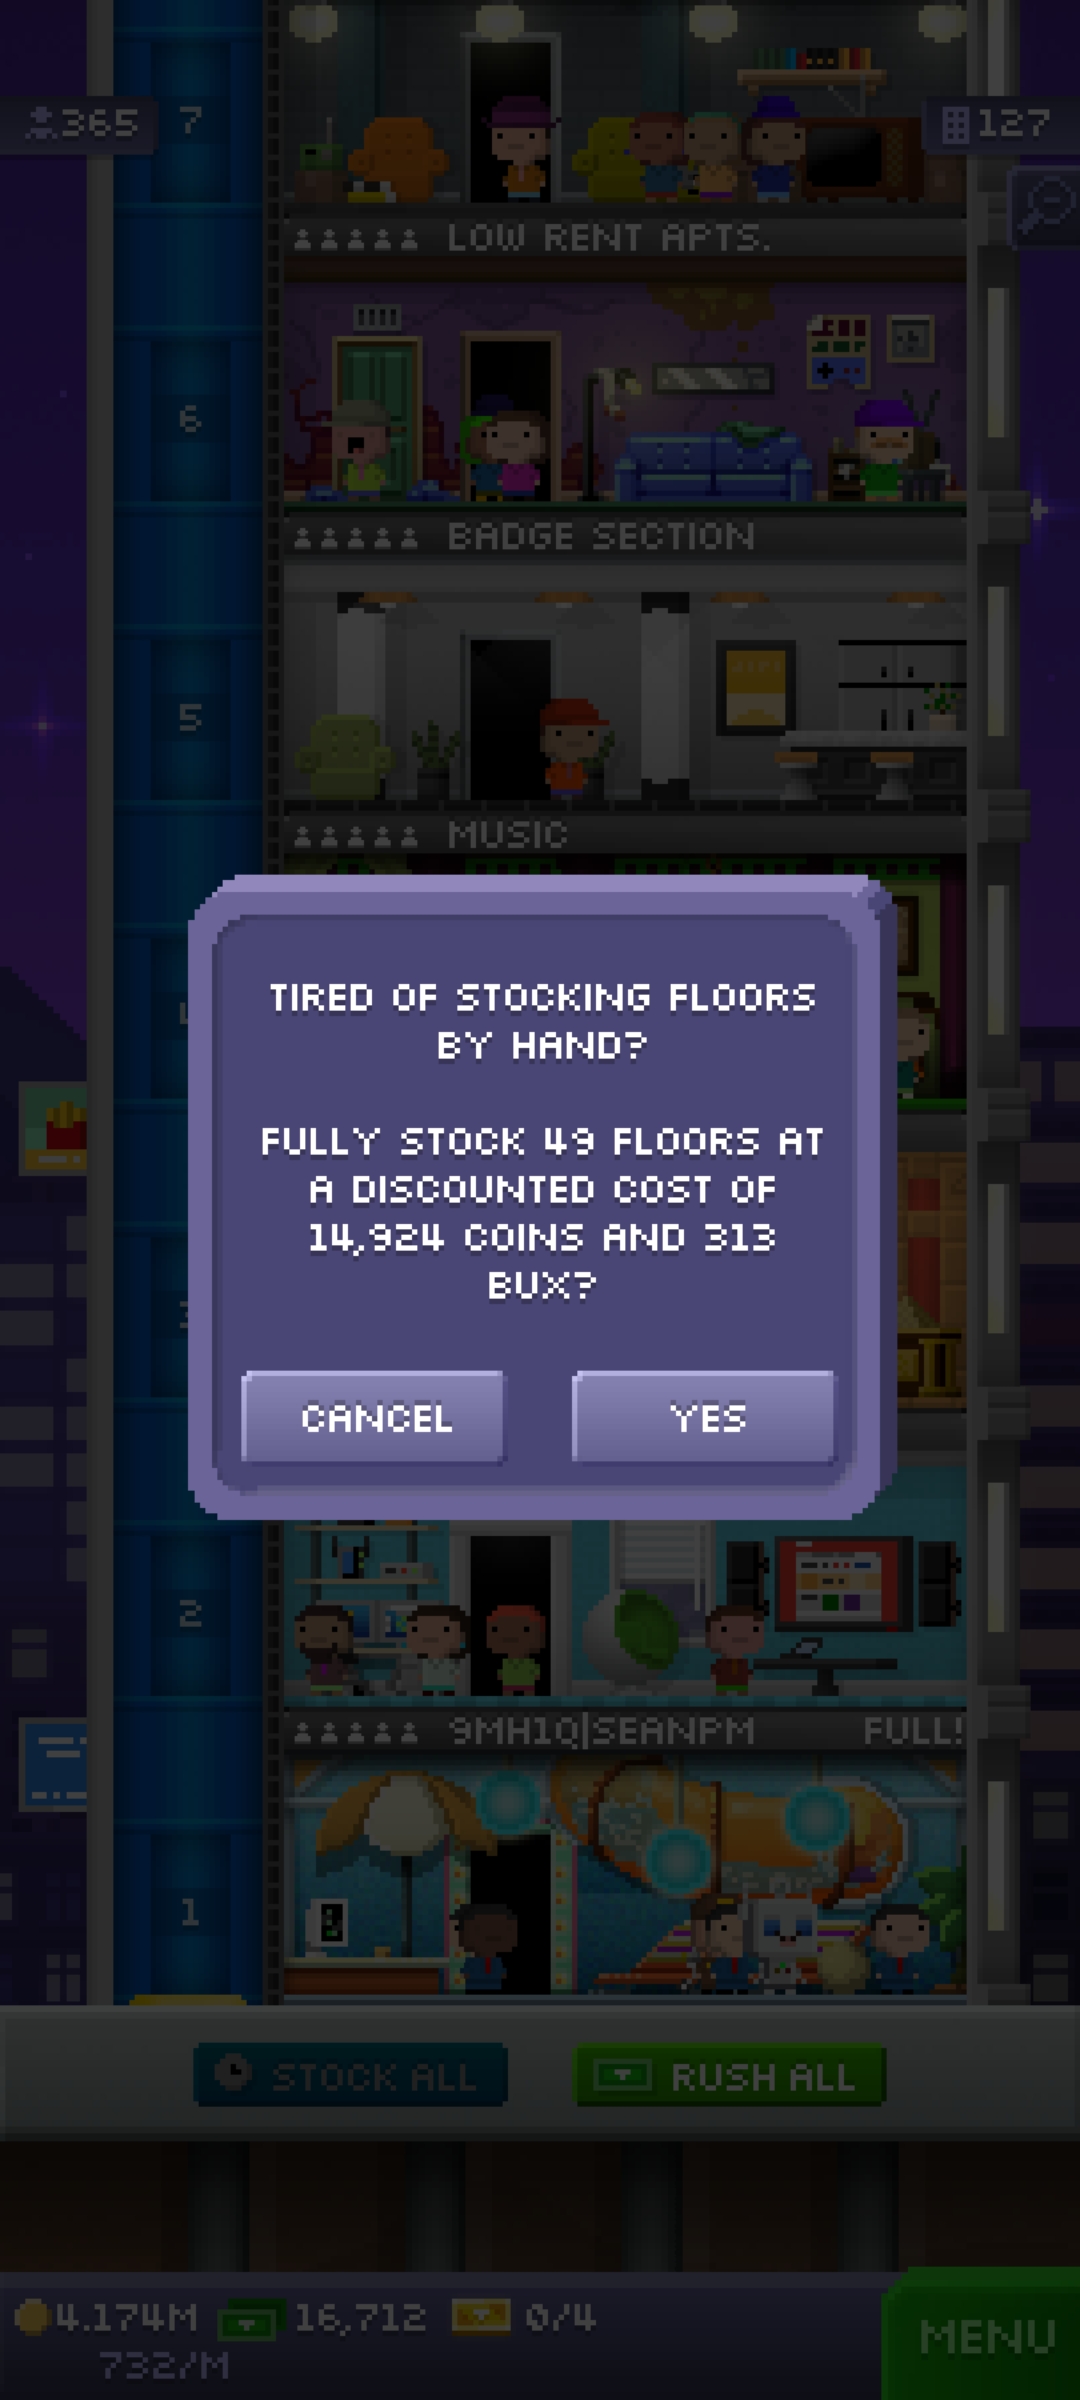 365
7
127
LOW RENT APTS.
6
BADGE SECTION
5
MUSIC
TIRED OF STOCKING FLOORS
BY HAND?
FULLY STOCK 49 FLOORS AT
A DISCOUNTED COST OF
14,924 COINS AND 313
BUX?
CANCEL
YES
2
9MH1Q|SEANPM
FULL!
1
STOCK ALL
RUSH ALL
4.174M
16,712
0/4
732/M
MENU